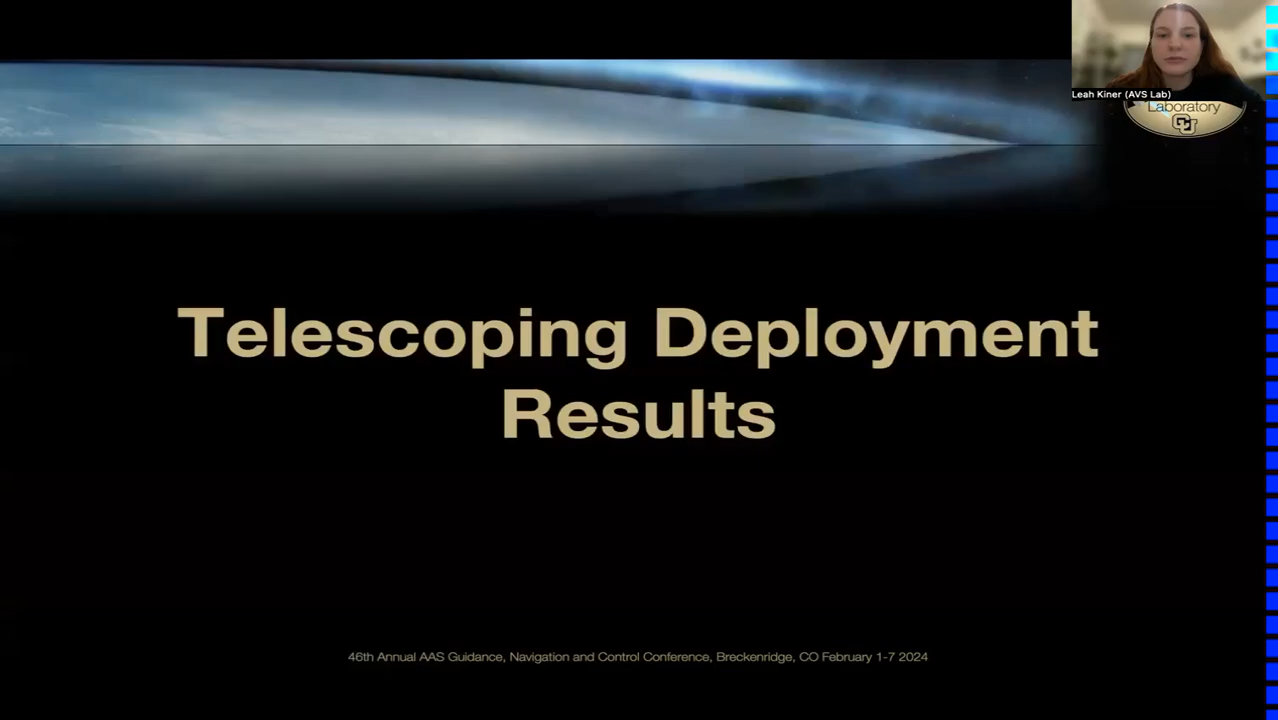 Leah Kiner (AVS Lab)
Laboratory
CU
Telescoping Deployment
Results
46th Annual AAS Guidance, Navigation and Control Conference, Breckenridge, CO February 1-7 2024